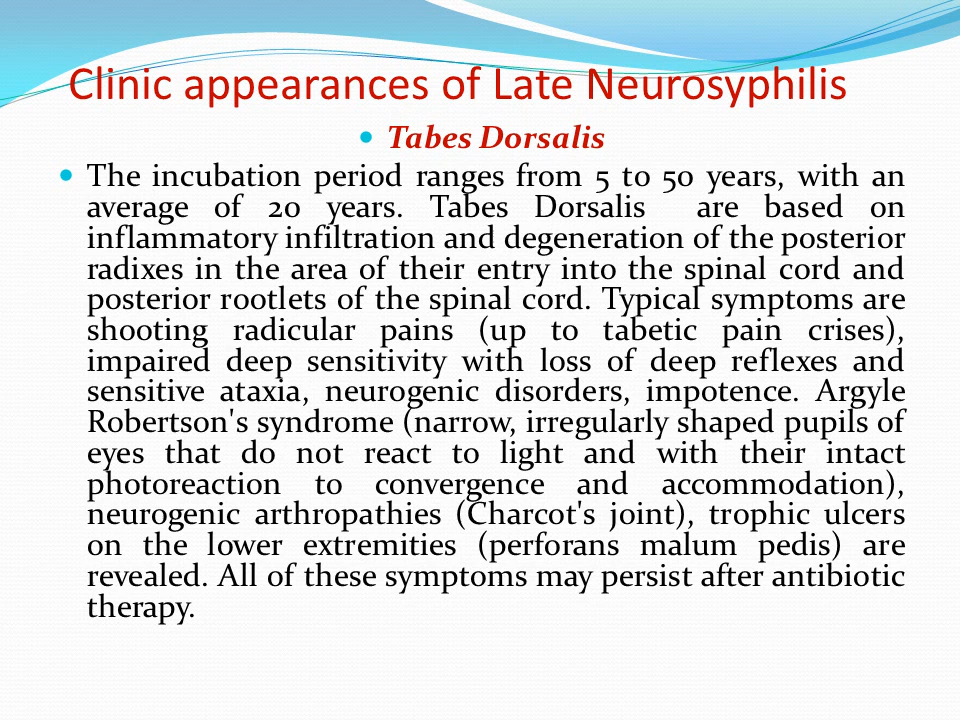 Clinic appearances of Late Neurosyphilis
• Tabes Dorsalis
• The incubation period ranges from 5 to 50 years, with an
average of 20 years. Tabes Dorsalis are based on
inflammatory infiltration and degeneration of the posterior
radixes in the area of their entry into the spinal cord and
posterior rootlets of the spinal cord. Typical symptoms are
shooting radicular pains (up to tabetic pain crises),
impaired deep sensitivity with loss of deep reflexes and
sensitive ataxia, neurogenic disorders, impotence. Argyle
Robertson's syndrome (narrow, irregularly shaped pupils of
eyes that do not react to light and with their intact
photoreaction to convergence and accommodation),
neurogenic arthropathies (Charcot's joint), trophic ulcers
on the lower extremities (perforans malum pedis) are
revealed. All of these symptoms may persist after antibiotic
therapy.